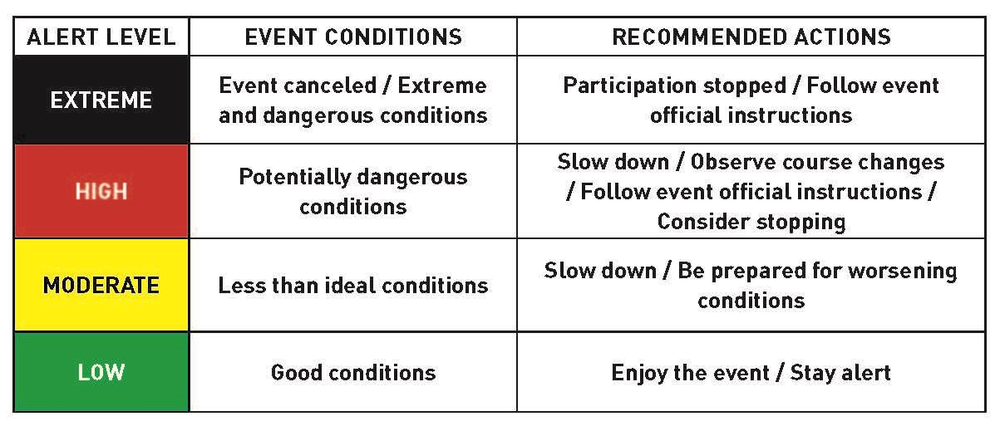 ALERT LEVEL EVENT CONDITIONS RECOMMENDED ACTIONS
EXTREME
Event canceled / Extreme
and dangerous conditions
Participation stopped / Follow event
official instructions
HIGH
Potentially dangerous
conditions
Slow down / Observe course changes
/ Follow event official instructions /
Consider stopping
MODERATE
Less than ideal conditions
Slow down / Be prepared for worsening
conditions
LOW
Good conditions
Enjoy the event / Stay alert